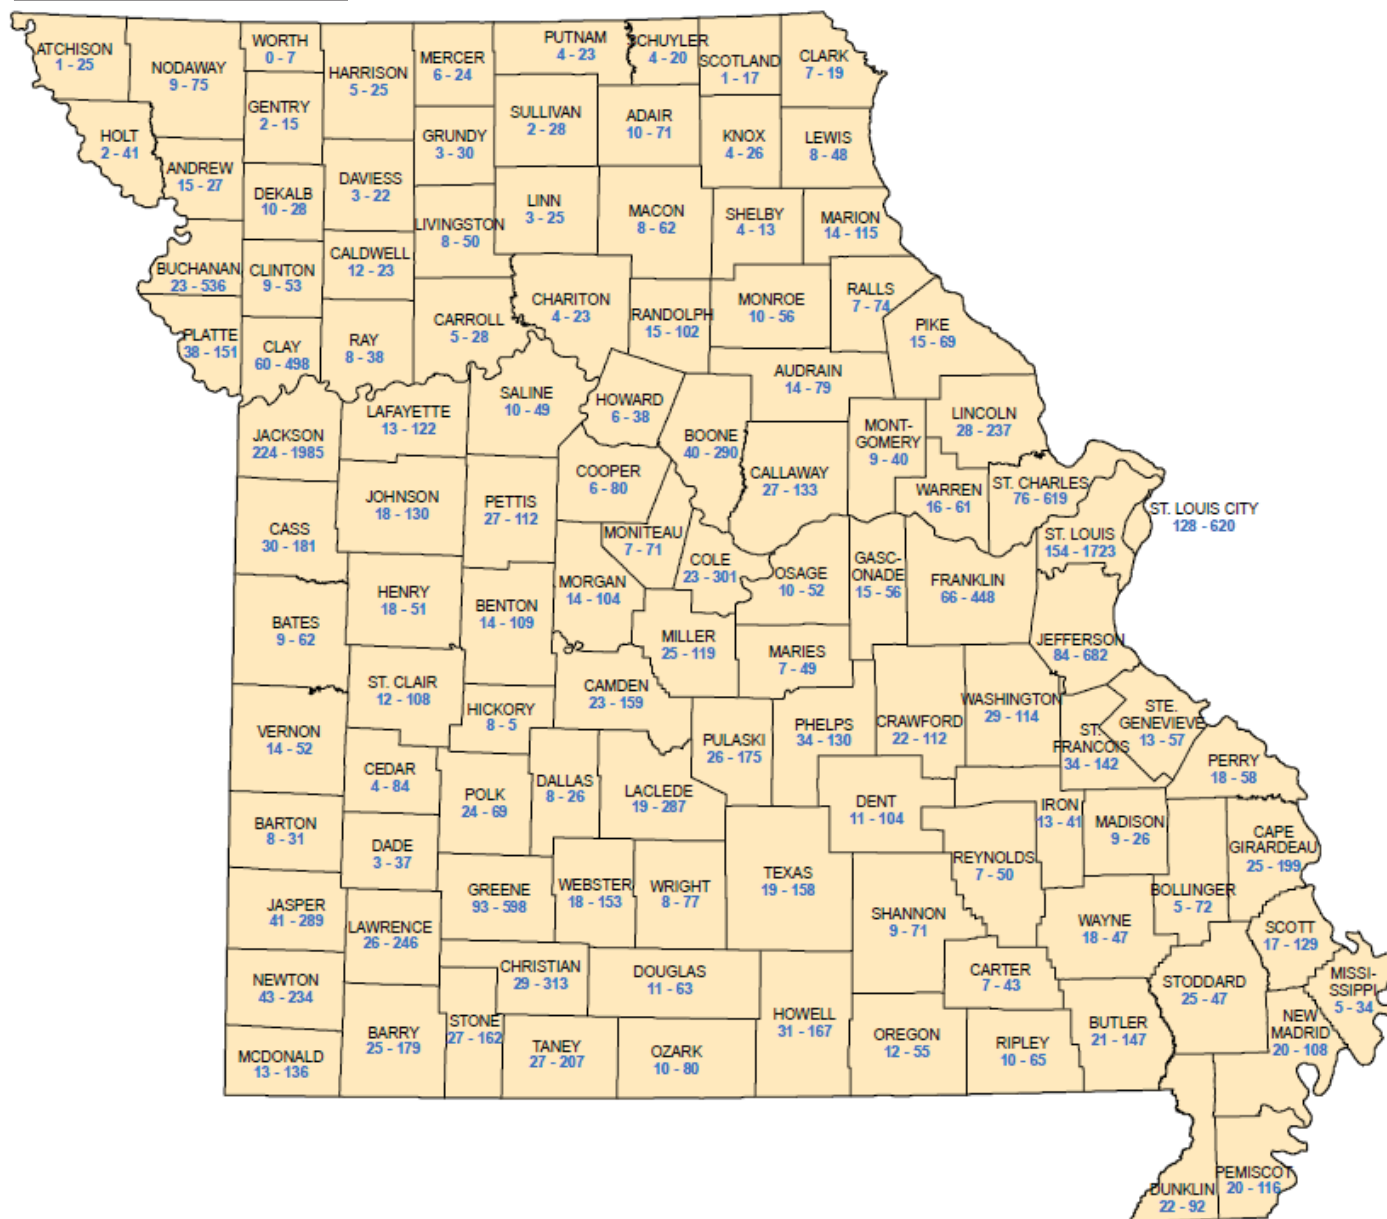 ATCHISON
1 - 25
NODAWAY
9 - 75
WORTH
0 - 7
HARRISON
5 - 25
MERCER
6 - 24
PUTNAM
4 - 23
SCHUYLER
4 - 20
SCOTLAND
1 - 17
CLARK
7 - 19
HOLT
2 - 41
GENTRY
2 - 15
GRUNDY
3 - 30
SULLIVAN
2 - 28
ADAIR
10 - 71
KNOX
4 - 26
LEWIS
8 - 48
ANDREW
15 - 27
DEKALB
10 - 28
DAVIESS
3 - 22
LIVINGSTON
8 - 50
LINN
3 - 25
MACON
8 - 62
SHELBY
4 - 13
MARION
14 - 115
BUCHANAN
23 - 536
CLINTON
9 - 53
CALDWELL
12 - 23
CARROLL
5 - 28
CHARITON
4 - 23
RANDOLPH
15 - 102
MONROE
10 - 56
RALLS
7 - 74
PIKE
15 - 69
PLATTE
38 - 151
CLAY
60 - 498
RAY
8 - 38
AUDRAIN
14 - 79
JACKSON
224 - 1985
LAFAYETTE
13 - 122
SALINE
10 - 49
HOWARD
6 - 38
BOONE
40 - 290
CALLAWAY
27 - 133
MONT-
GOMERY
9 - 40
LINCOLN
28 - 237
WARREN
16 - 61
ST. CHARLES
76 - 619
ST. LOUIS CITY
128 - 620
ST. LOUIS
154 - 1723
CASS
30 - 181
JOHNSON
18 - 130
PETTIS
27 - 112
COOPER
6 - 80
MONITEAU
7 - 71
COLE
23 - 301
OSAGE
10 - 52
GASC-
ONADE
15 - 56
FRANKLIN
66 - 448
JEFFERSON
84 - 682
BATES
9 - 62
HENRY
18 - 51
BENTON
14 - 109
MORGAN
14 - 104
MILLER
25 - 119
MARIES
7 - 49
VERNON
14 - 52
ST. CLAIR
12 - 108
HICKORY
8 - 5
CAMDEN
23 - 159
PULASKI
26 - 175
PHELPS
34 - 130
CRAWFORD
22 - 112
WASHINGTON
29 - 114
ST.
FRANCOIS
34 - 142
STE.
GENEVIEVE
13 - 57
PERRY
18 - 58
CEDAR
4 - 84
POLK
24 - 69
DALLAS
8 - 26
LACLEDE
19 - 287
DENT
11 - 104
IRON
13 - 41
MADISON
9 - 26
CAPE
GIRARDEAU
25 - 199
BARTON
8 - 31
DADE
3 - 37
GREENE
93 - 598
WEBSTER
18 - 153
WRIGHT
8 - 77
TEXAS
19 - 158
REYNOLDS
7 - 50
BOLLINGER
5 - 72
JASPER
41 - 289
LAWRENCE
26 - 246
SHANNON
9 - 71
WAYNE
18 - 47
SCOTT
17 - 129
NEWTON
43 - 234
CHRISTIAN
29 - 313
DOUGLAS
11 - 63
HOWELL
31 - 167
CARTER
7 - 43
STODDARD
25 - 47
MISSI-
SSIPPI
5 - 34
MCDONALD
13 - 136
BARRY
25 - 179
STONE
27 - 162
TANEY
27 - 207
OZARK
10 - 80
OREGON
12 - 55
RIPLEY
10 - 65
BUTLER
21 - 147
NEW
MADRID
20 - 108
DUNKLIN
22 - 92
PEMISCOT
20 - 116